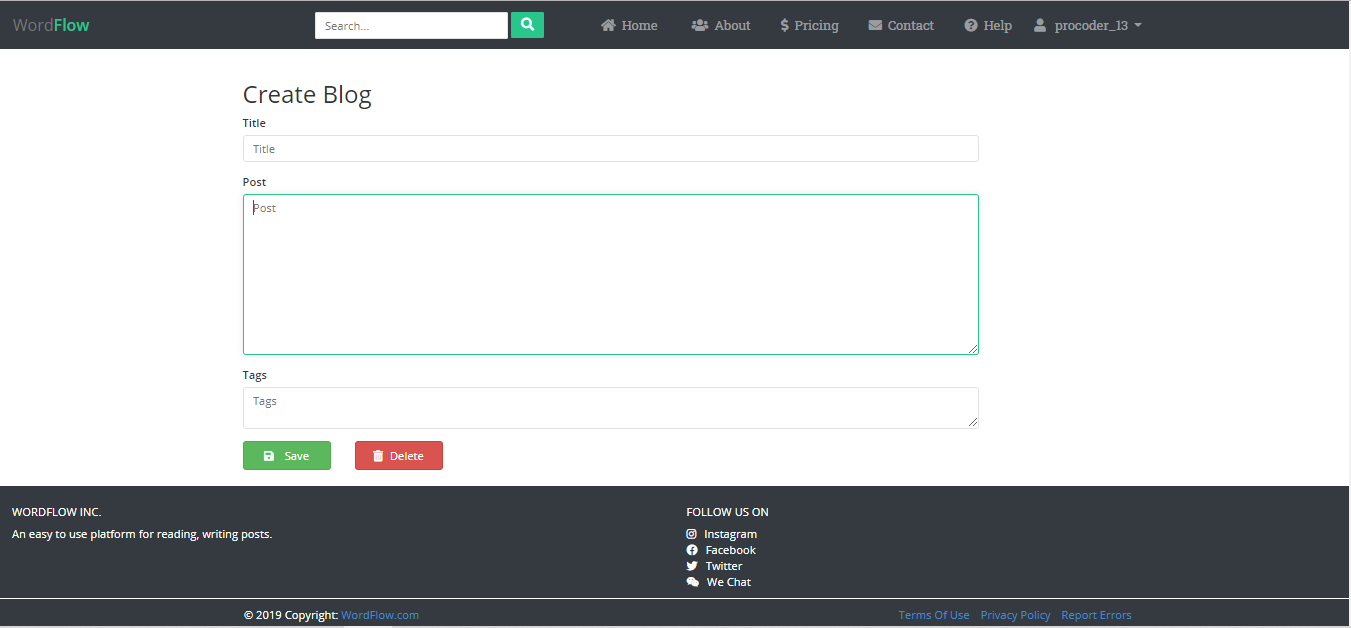 WordFlow Search... Home About $ Pricing Contact Help procoder_13
Create Blog
Title
Title
Post
Post
Tags
Tags
Save Delete
WORDFLOW INC.
An easy to use platform for reading, writing posts.
FOLLOW US ON
Instagram
Facebook
Twitter
We Chat
© 2019 Copyright: WordFlow.com Terms Of Use Privacy Policy Report Errors